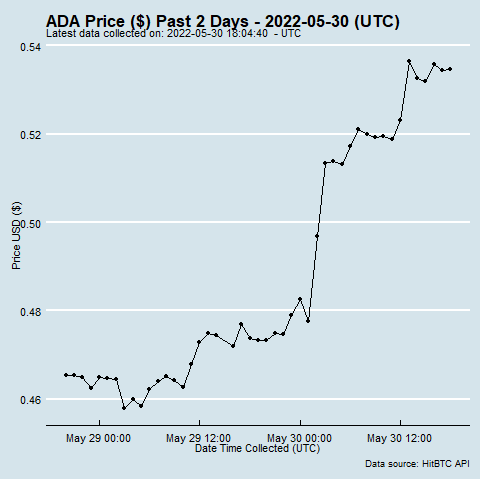 ADA Price ($) Past 2 Days - 2022-05-30 (UTC)
Latest data collected on: 2022-05-30 18:04:40 - UTC
0.54
0.52
0.50
0.48
0.46
Price USD ($)
May 29 00:00
May 29 12:00
May 30 00:00
May 30 12:00
Date Time Collected (UTC)
Data source: HitBTC API